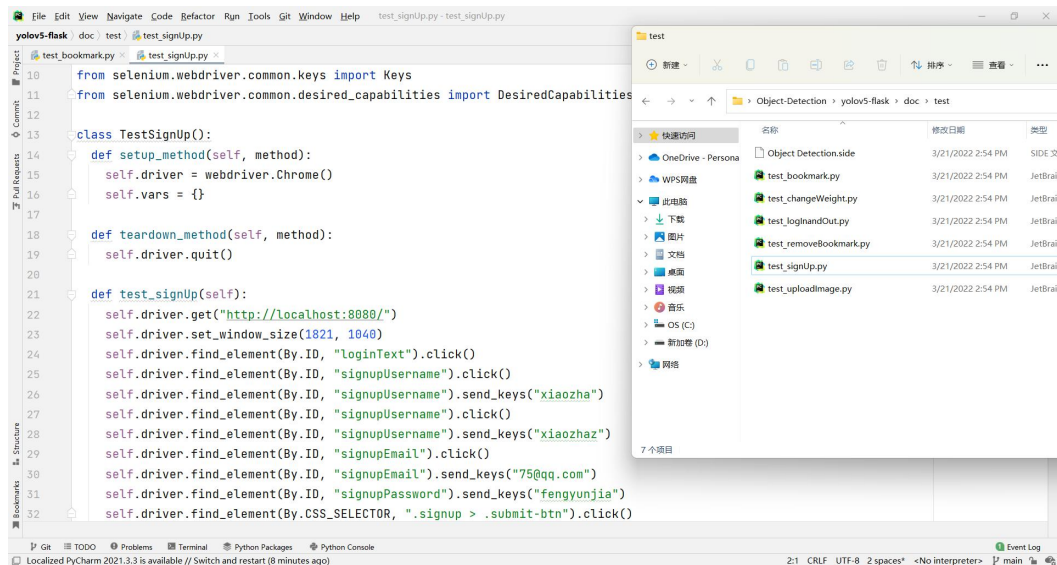 File Edit View Navigate Code Refactor Run Tools Git Window Help test_signUp.py - test_signUp.py
yolov5-flask doc test test_signUp.py
test_bookmark.py test_signUp.py
Project
Commit
Pull Requests
Structure
Bookmarks
10 from selenium.webdriver.common.keys import Keys
11 from selenium.webdriver.common.desired_capabilities import DesiredCapabilities
12
13 class TestSignUp():
14 def setup_method(self, method):
15 self.driver = webdriver.Chrome()
16 self.vars = {}
17
18 def teardown_method(self, method):
19 self.driver.quit()
20
21 def test_signUp(self):
22 self.driver.get("http://localhost:8080/")
23 self.driver.set_window_size(1821, 1040)
24 self.driver.find_element(By.ID, "loginText").click()
25 self.driver.find_element(By.ID, "signupUsername").click()
26 self.driver.find_element(By.ID, "signupUsername").send_keys("xiaozha")
27 self.driver.find_element(By.ID, "signupUsername").click()
28 self.driver.find_element(By.ID, "signupUsername").send_keys("xiaozhaz")
29 self.driver.find_element(By.ID, "signupEmail").click()
30 self.driver.find_element(By.ID, "signupEmail").send_keys("75@qq.com")
31 self.driver.find_element(By.ID, "signupPassword").send_keys("fengyunjia")
32 self.driver.find_element(By.CSS_SELECTOR, ".signup > .submit-btn").click()
test
新建 排序 查看
Object-Detection yolov5-flask doc test
快速访问
OneDrive - Persona
WPS网盘
此电脑
下载
图片
文档
桌面
视频
音乐
OS (C:)
新加卷 (D:)
网络
名称 修改日期 类型
Object Detection.side 3/21/2022 2:54 PM SIDE 文
test_bookmark.py 3/21/2022 2:54 PM JetBrai
test_changeWeight.py 3/21/2022 2:54 PM JetBrai
test_logInandOut.py 3/21/2022 2:54 PM JetBrai
test_removeBookmark.py 3/21/2022 2:54 PM JetBrai
test_signUp.py 3/21/2022 2:54 PM JetBrai
test_uploadImage.py 3/21/2022 2:54 PM JetBrai
7 个项目
Git TODO Problems Terminal Python Packages Python Console Event Log
Localized PyCharm 2021.3.3 is available // Switch and restart (8 minutes ago) 2:1 CRLF UTF-8 2 spaces* <No interpreter> main